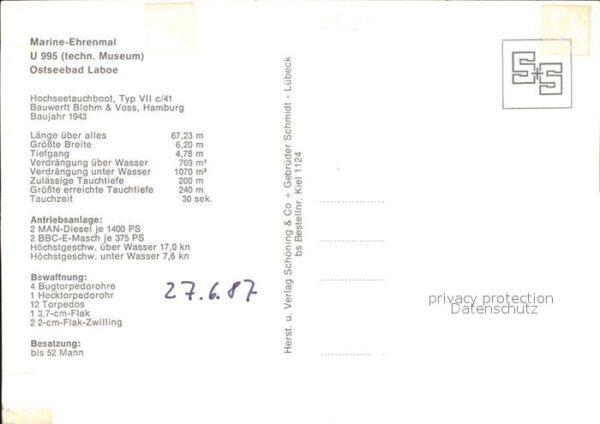 Marine-Ehrenmal
U 995 (techn. Museum)
Ostseebad Laboe
Hochseetauchboot, Typ VII c/41
Bauwerft Blohm & Voss, Hamburg
Baujahr 1943
Länge über alles 67,23 m
Größte Breite 6,20 m
Tiefgang 4,78 m
Verdrängung über Wasser 769 m³
Verdrängung unter Wasser 1070 m³
Zulässige Tauchtiefe 200 m
Größte erreichte Tauchtiefe 240 m
Tauchzeit 30 sek.
Antriebsanlage:
2 MAN-Diesel je 1400 PS
2 BBC-E-Masch je 375 PS
Höchstgeschw. über Wasser 17,0 kn
Höchstgeschw. unter Wasser 7,6 kn
Bewaffnung:
4 Bugtorpedorohre
1 Hecktorpedorohr
12 Torpedos
1 3,7-cm-Flak
2 2-cm-Flak-Zwilling
Besatzung:
bis 52 Mann
27.6.87
Herst. u. Verlag Schöning & Co + Gebrüder Schmidt - Lübeck
bs Bestellnr. Kiel 1124
S+S
privacy protection
Datenschutz